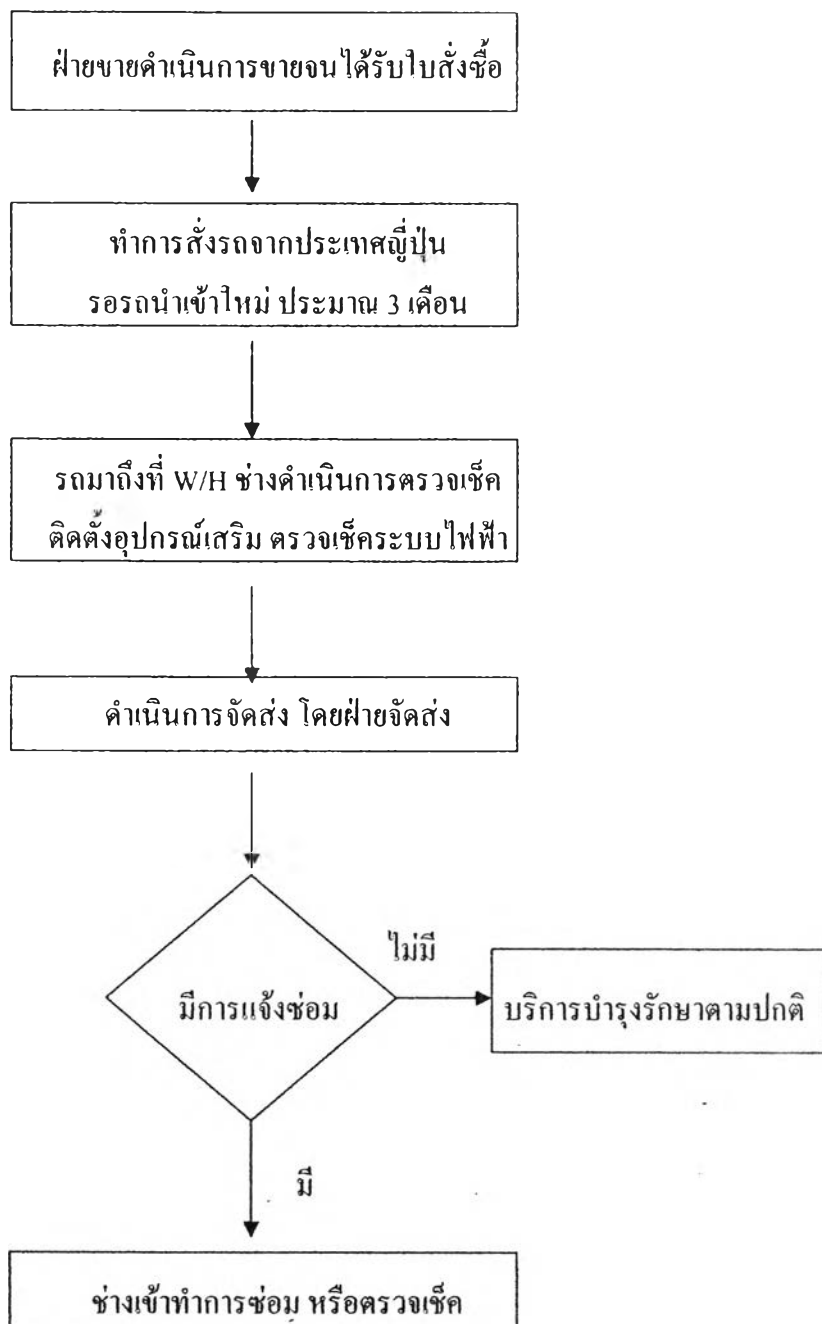 ฝ่ายขายดำเนินการขายจนได้รับใบสั่งซื้อ
ทำการสั่งรถจากประเทศญี่ปุ่น
รอรถนำเข้าใหม่ ประมาณ 3 เดือน
รถมาถึงที่ W/H ช่างดำเนินการตรวจเช็ค
ติดตั้งอุปกรณ์เสริม ตรวจเช็คระบบไฟฟ้า
ดำเนินการจัดส่ง โดยฝ่ายจัดส่ง
ไม่มี
มีการแจ้งซ่อม
บริการบำรุงรักษาตามปกติ
มี
ช่างเข้าทำการซ่อม หรือตรวจเช็ค